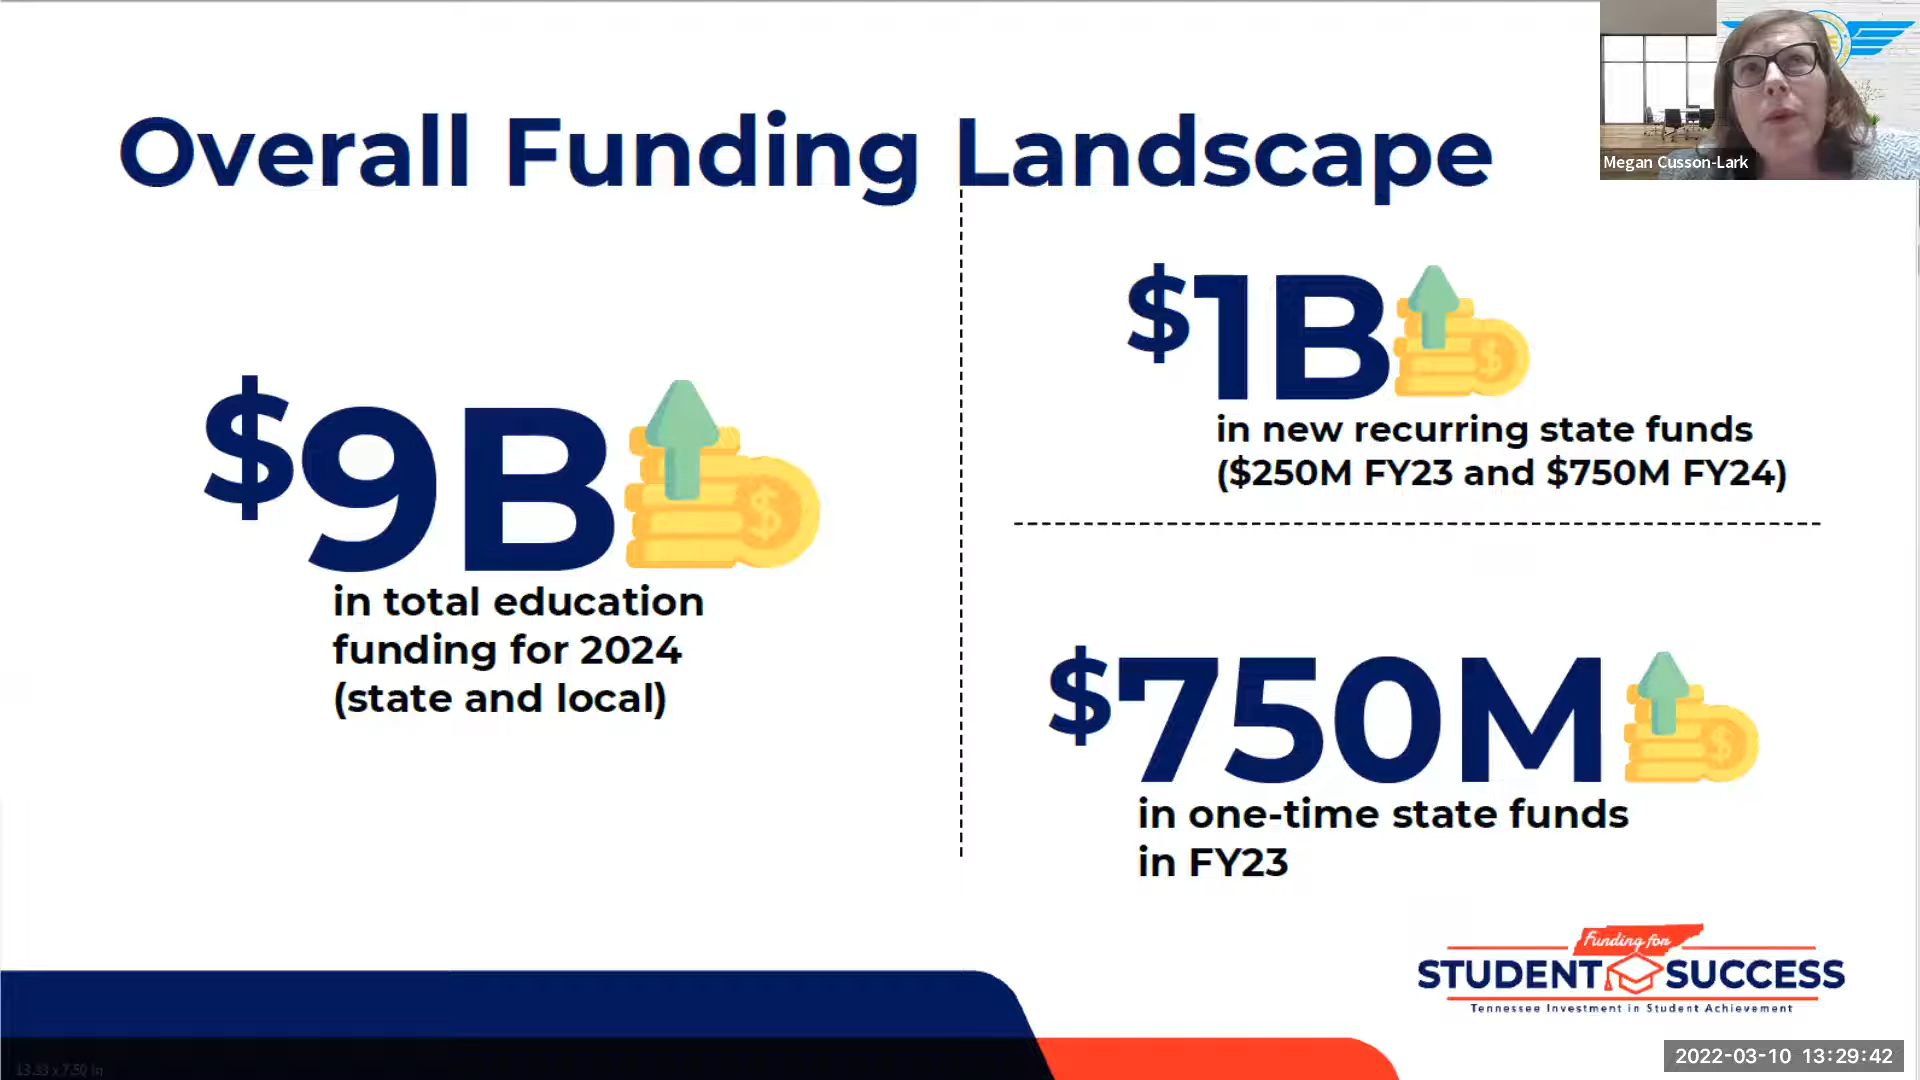 Overall Funding Landscape
$9B
in total education
funding for 2024
(state and local)
$1B
in new recurring state funds
($250M FY23 and $750M FY24)
$750M
in one-time state funds
in FY23
Megan Cusson-Lark
Funding for
STUDENT SUCCESS
Tennessee Investment in Student Achievement
2022-03-10 13:29:42